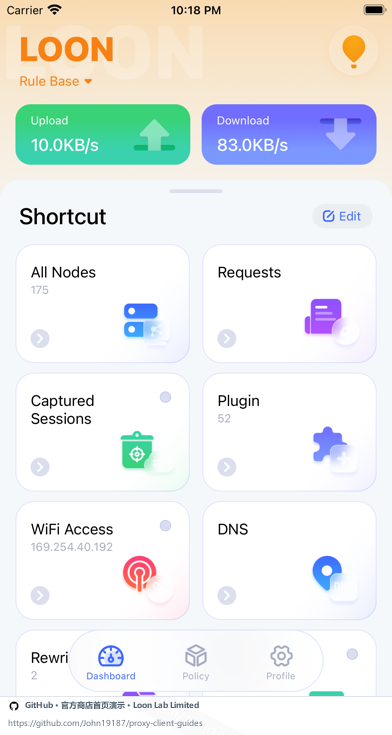 Carrier 10:18 PM
LOON
LOON
Rule Base
Upload
Download
10.0KB/s
83.0KB/s
Shortcut
Edit
All Nodes
175
Requests
Captured
Sessions
Plugin
52
WiFi Access
169.254.40.192
DNS
Rewri
2
Dashboard
Policy
Profile
GitHub • 官方商店首页演示 • Loon Lab Limited
https://github.com/John19187/proxy-client-guides